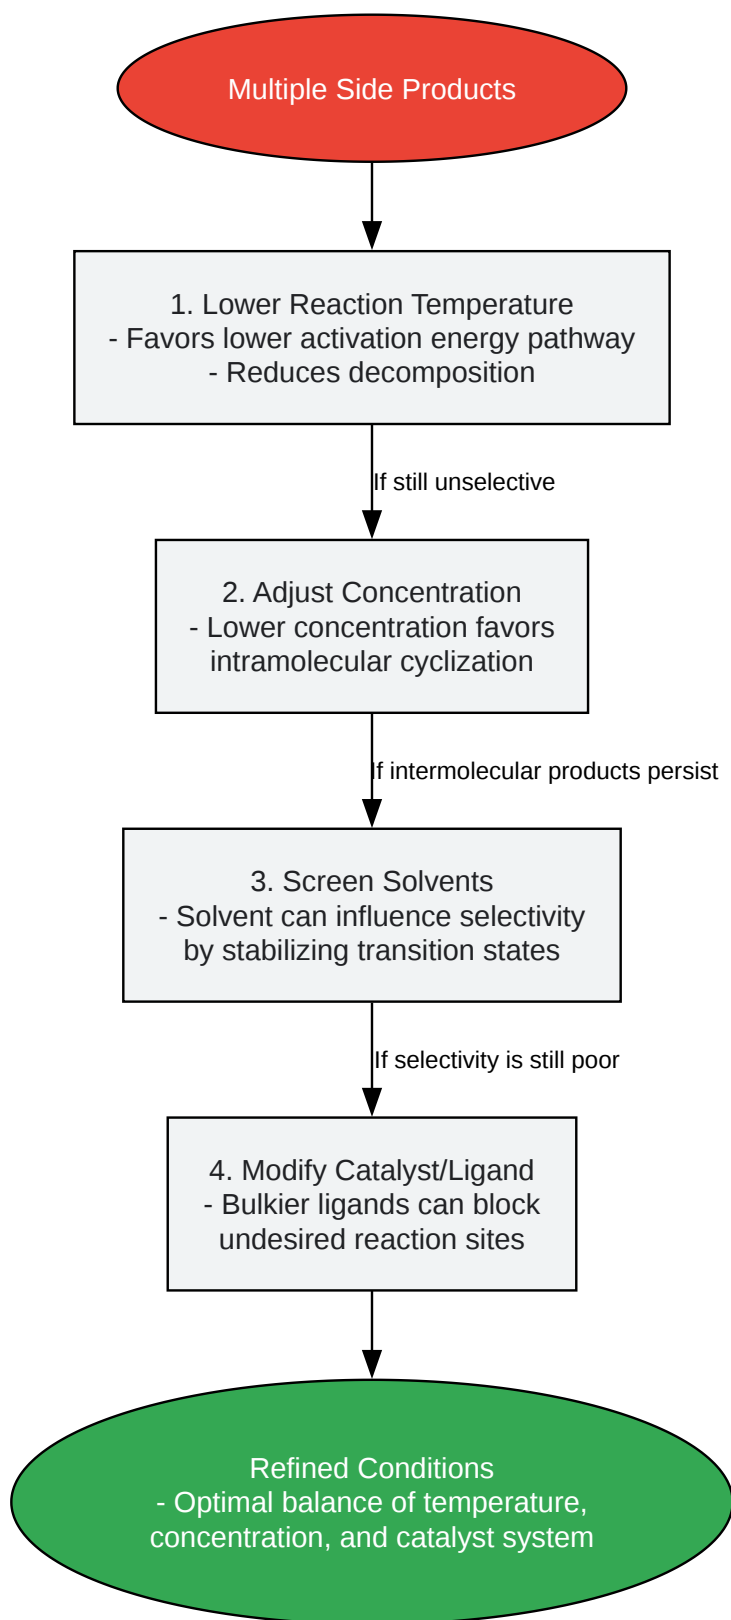 Multiple Side Products
1. Lower Reaction Temperature
- Favors lower activation energy pathway
- Reduces decomposition
If still unselective
2. Adjust Concentration
- Lower concentration favors
intramolecular cyclization
If intermolecular products persist
3. Screen Solvents
- Solvent can influence selectivity
by stabilizing transition states
If selectivity is still poor
4. Modify Catalyst/Ligand
- Bulkier ligands can block
undesired reaction sites
Refined Conditions
- Optimal balance of temperature,
concentration, and catalyst system